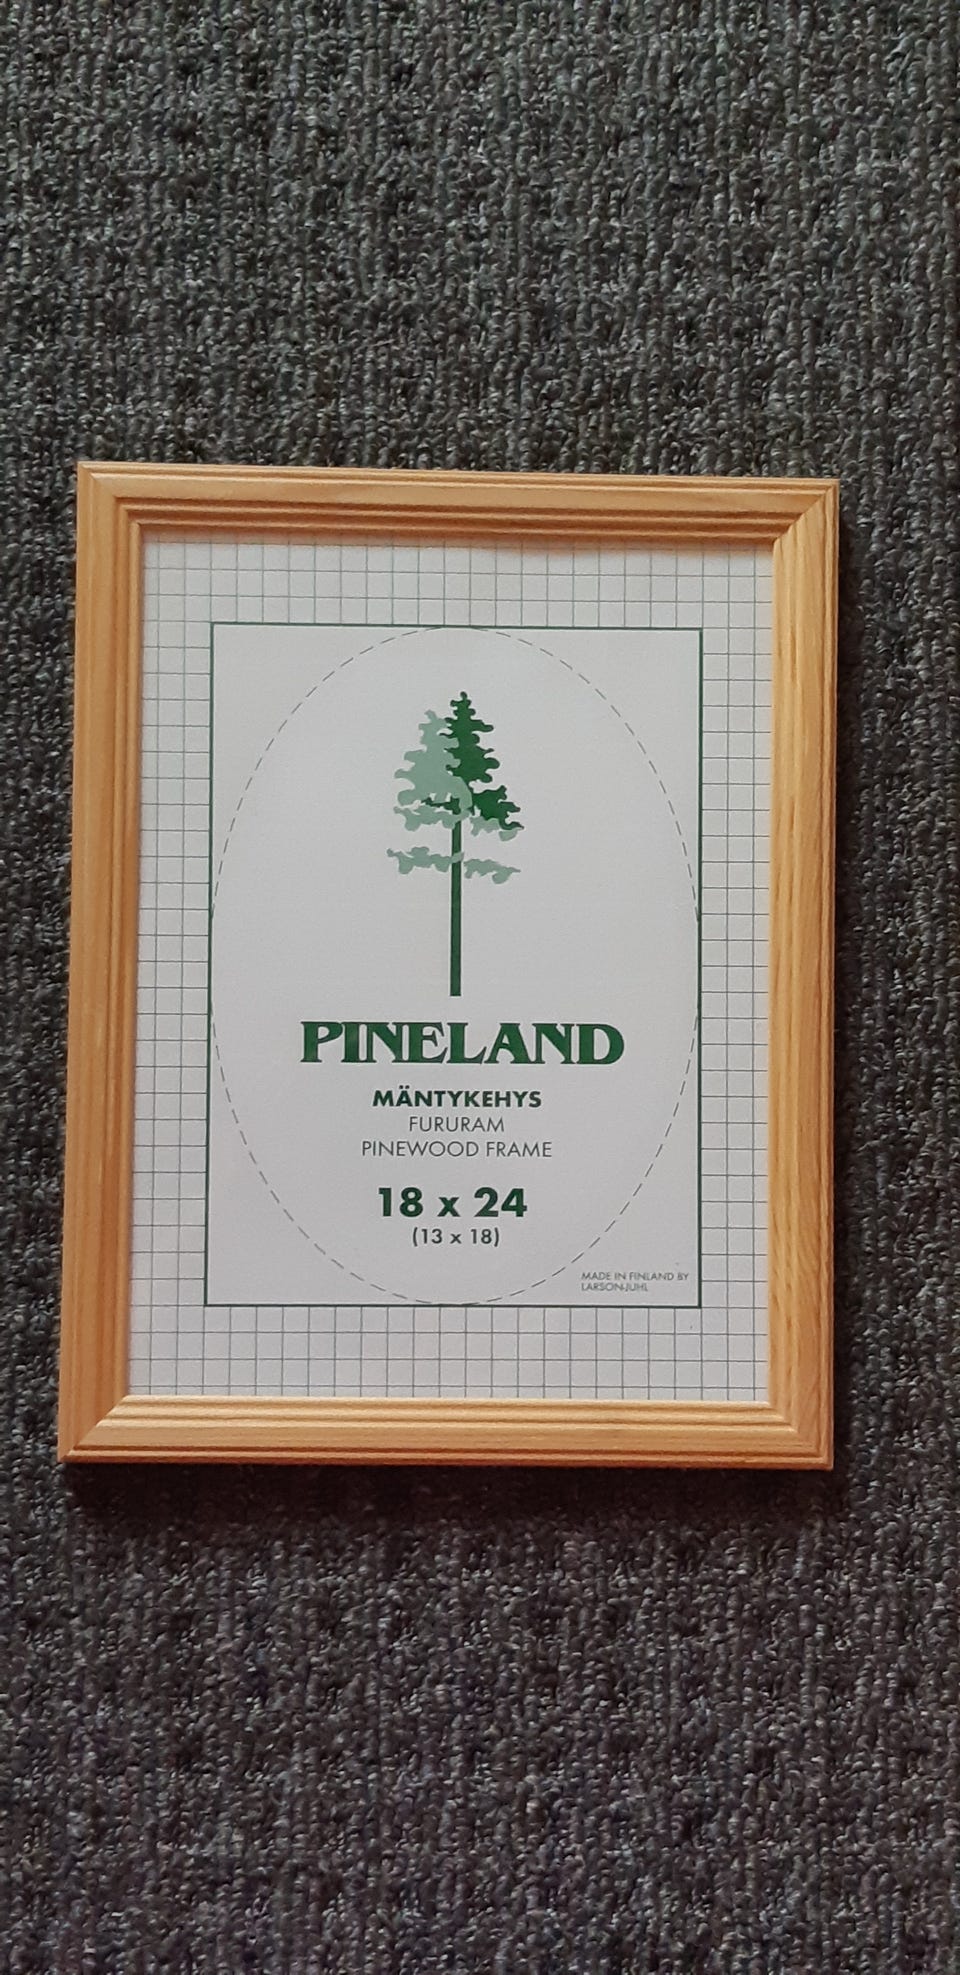 PINELAND
MÄNTYKEHYS
FURURAM
PINEWOOD FRAME
18 x 24
(13 x 18)
MADE IN FINLAND BY
LARSON-JUHL